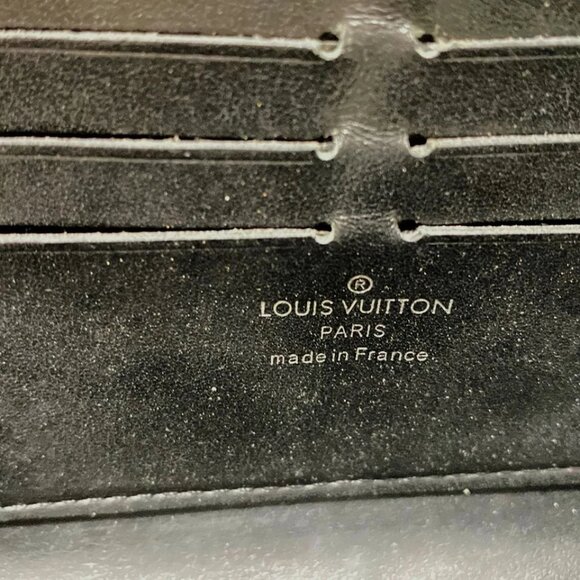 ®
LOUIS VUITTON
PARIS
made in France.